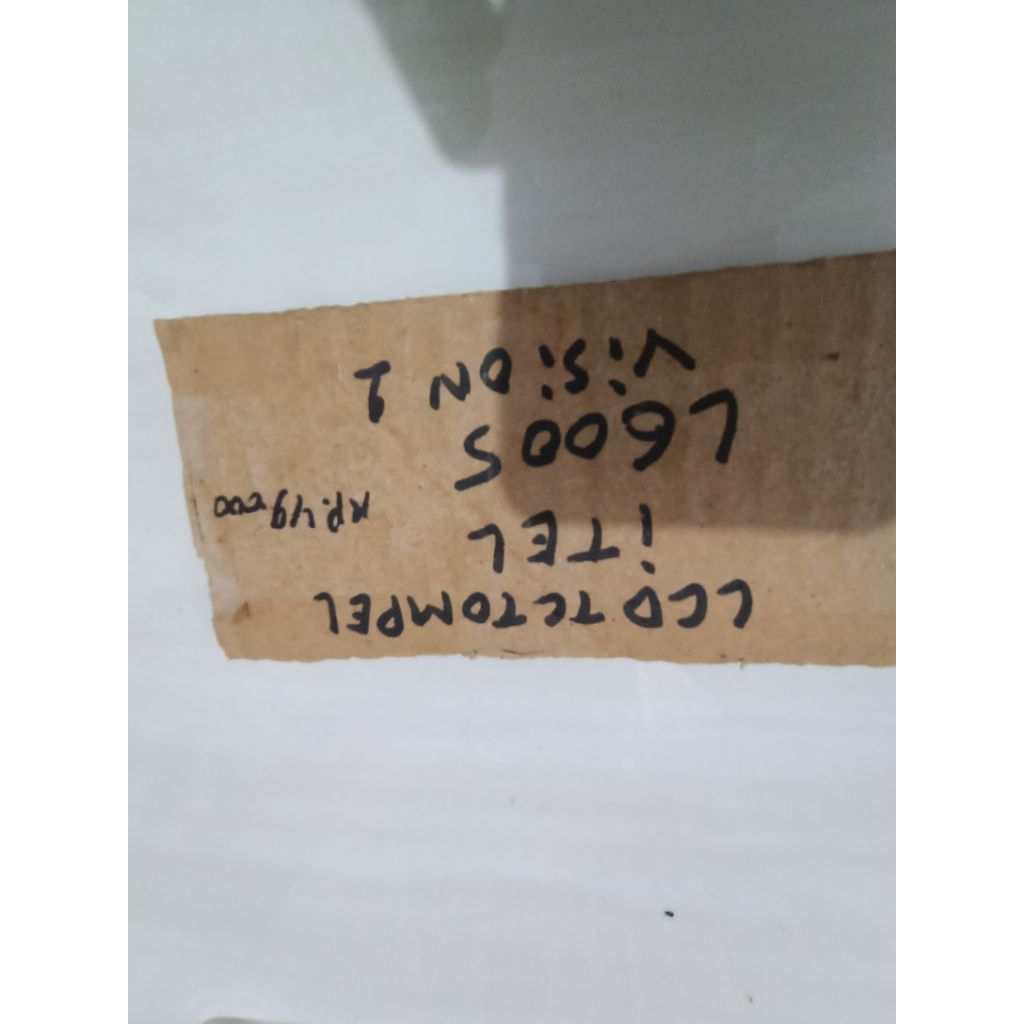 LCD TCTOMPEL
iTEL
RP.49.000
L6005
ViSiON 1